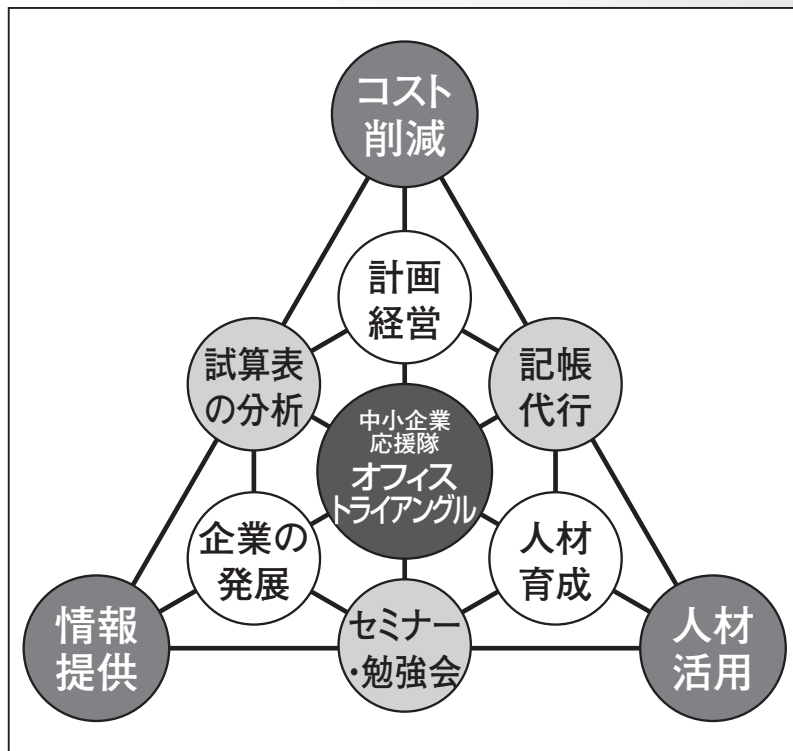 コスト
削減
計画
経営
試算表
の分析
記帳
代行
中小企業
応援隊
オフィス
トライアングル
企業の
発展
人材
育成
情報
提供
セミナー
・勉強会
人材
活用